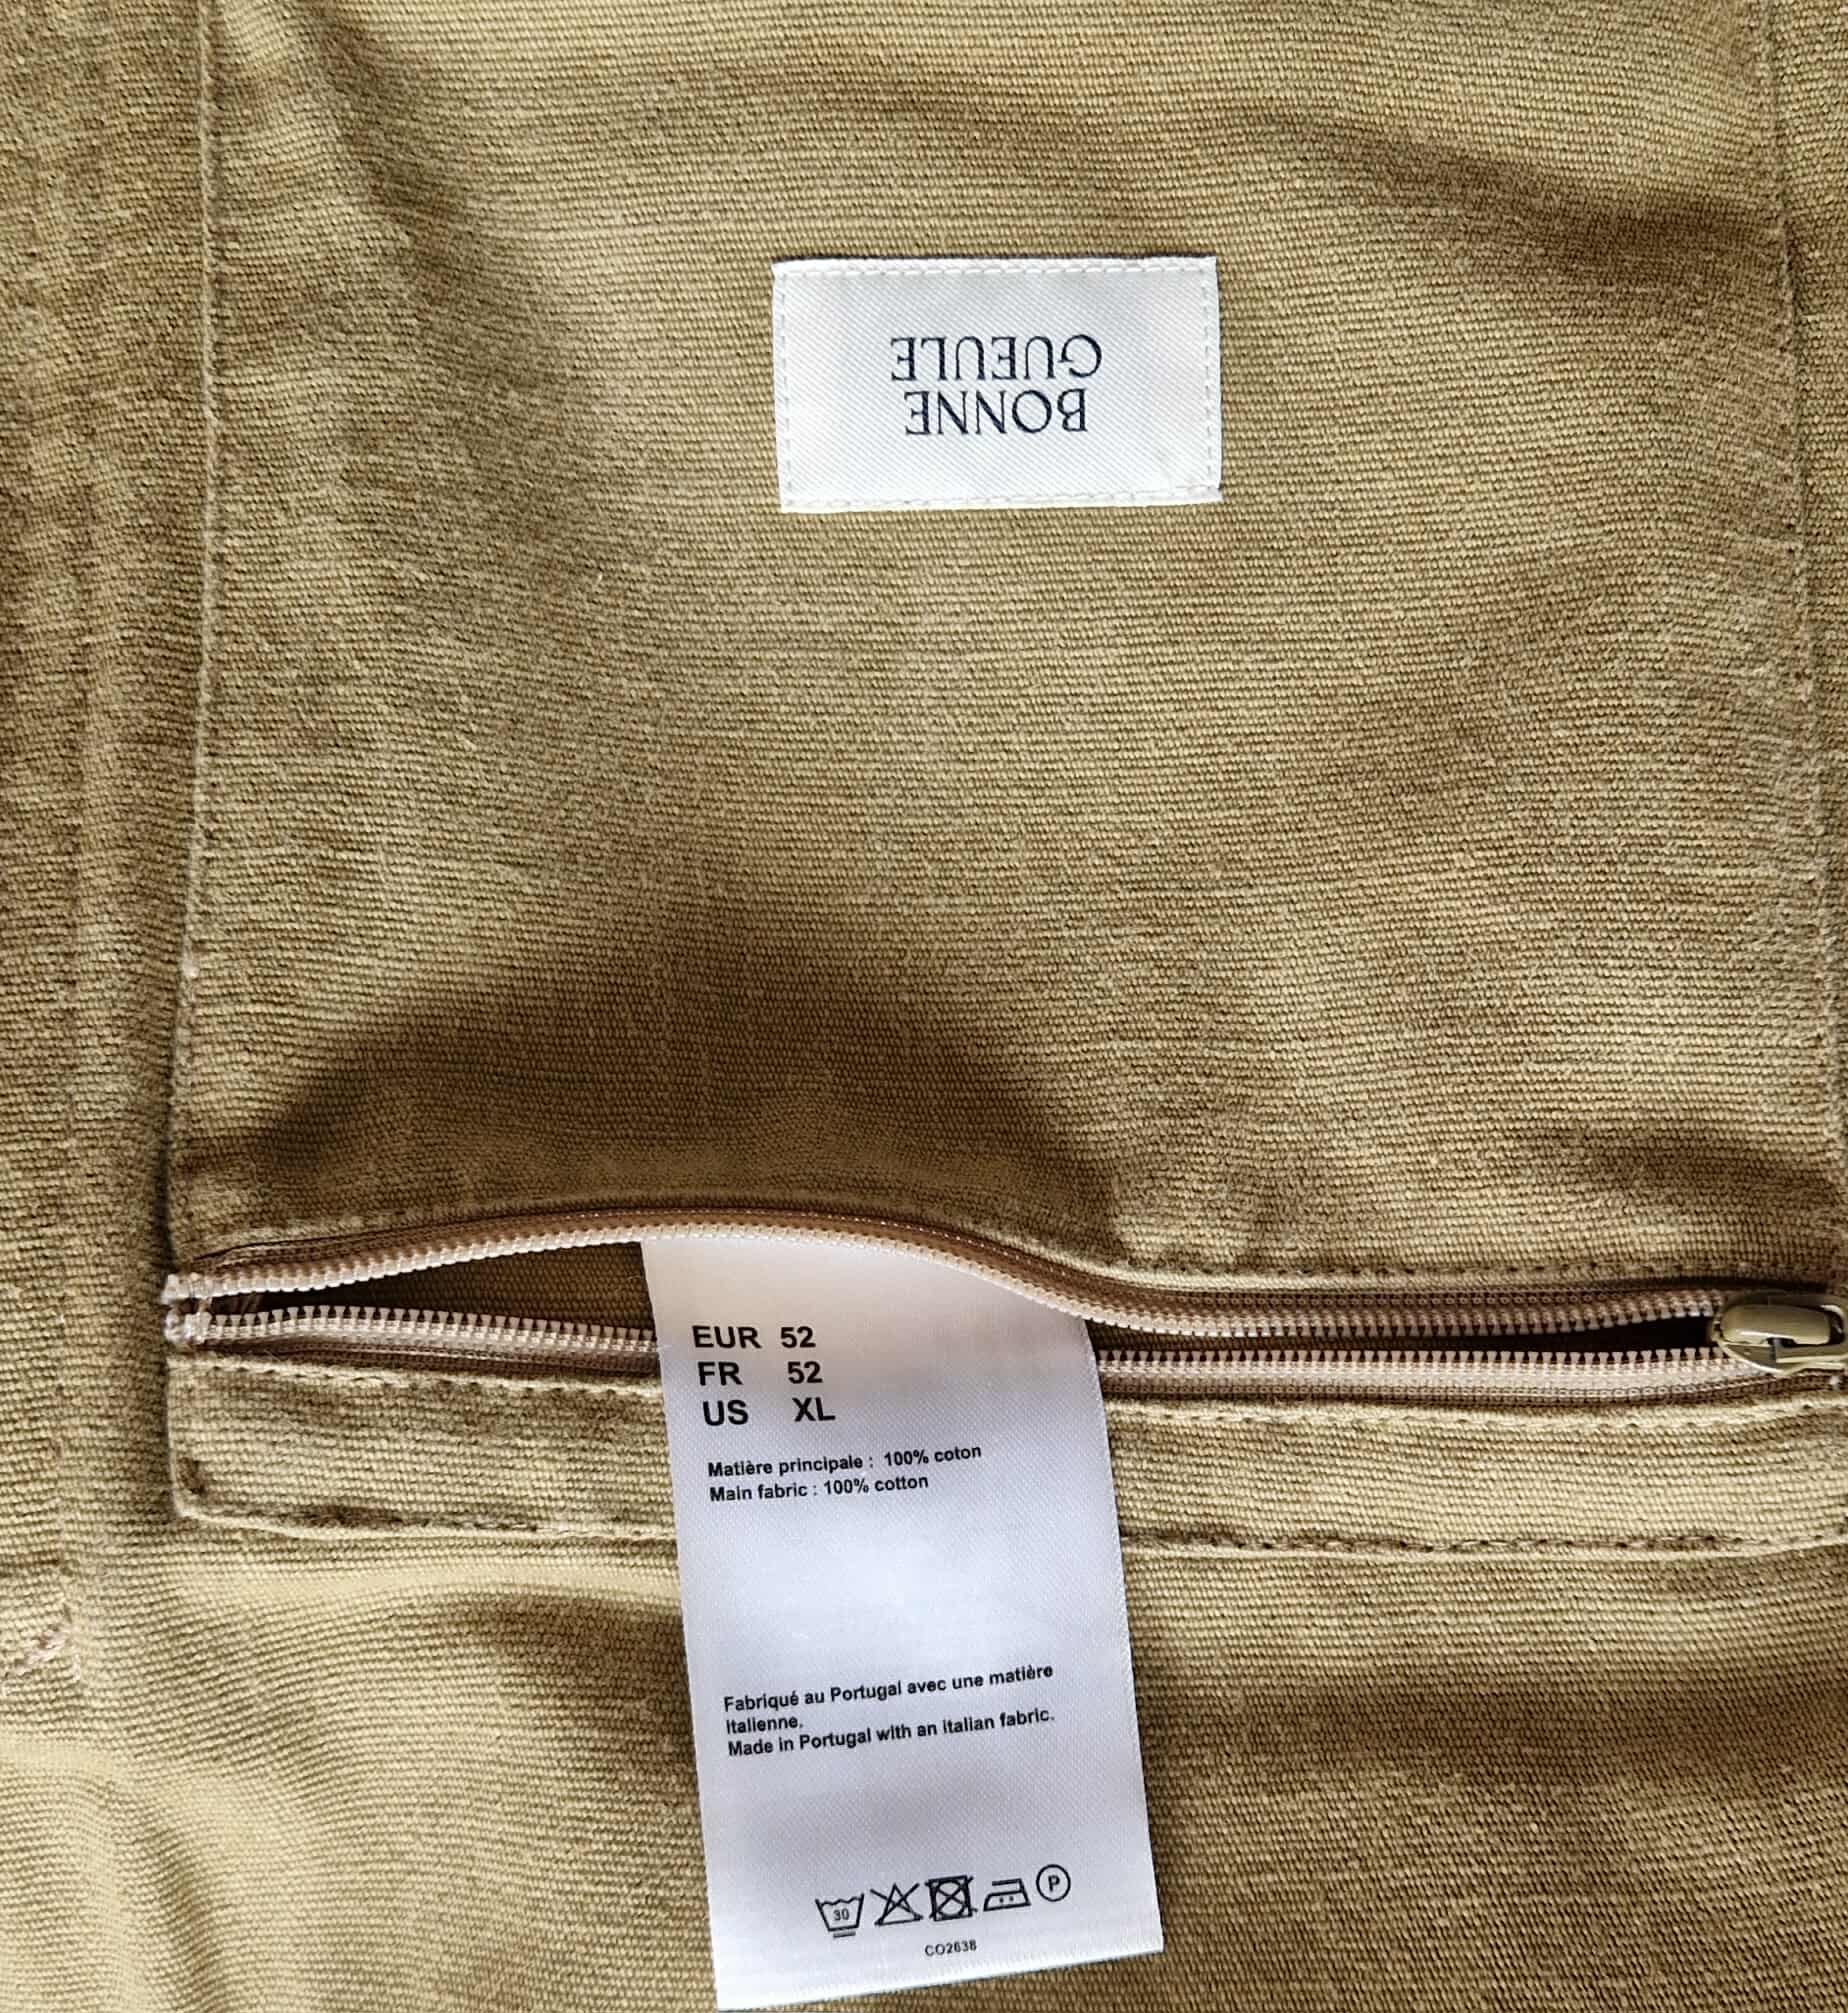 BONNE
GUEULE
EUR 52
FR 52
US XL
Matière principale : 100% coton
Main fabric : 100% cotton
Fabriqué au Portugal avec une matière
italienne.
Made in Portugal with an italian fabric.
30
P
CO2638